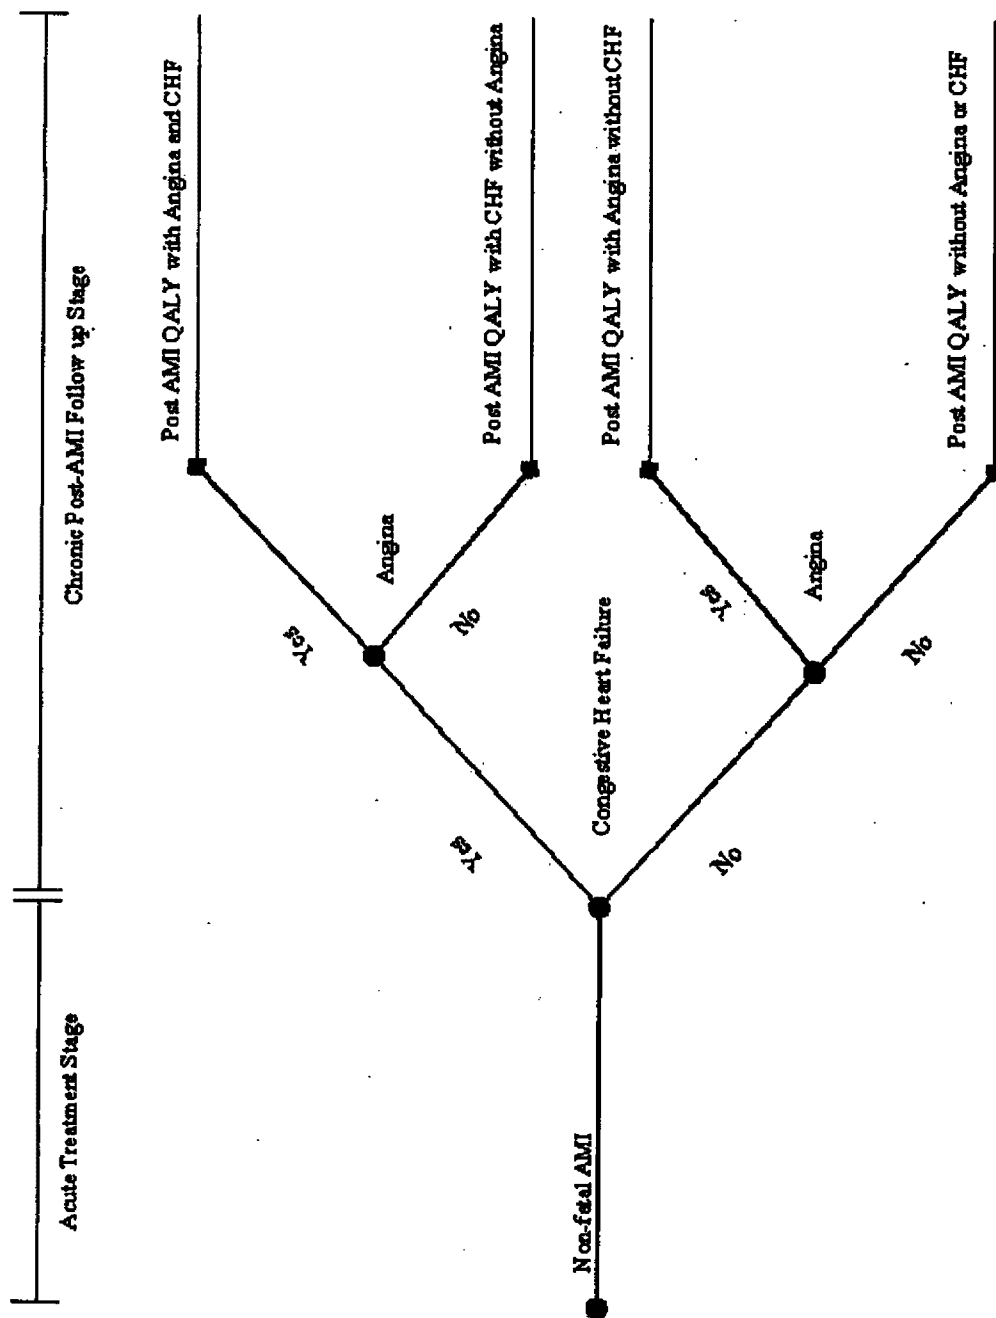 Acute Treatment Stage
Chronic Post-AMI Follow up Stage
Post AMI QALY with Angina and CHF
Yes
Angina
Yes
No
Post AMI QALY with CHF without Angina
Non-fatal AMI
Congestive Heart Failure
Post AMI QALY with Angina without CHF
Yes
No
Angina
No
Post AMI QALY without Angina or CHF